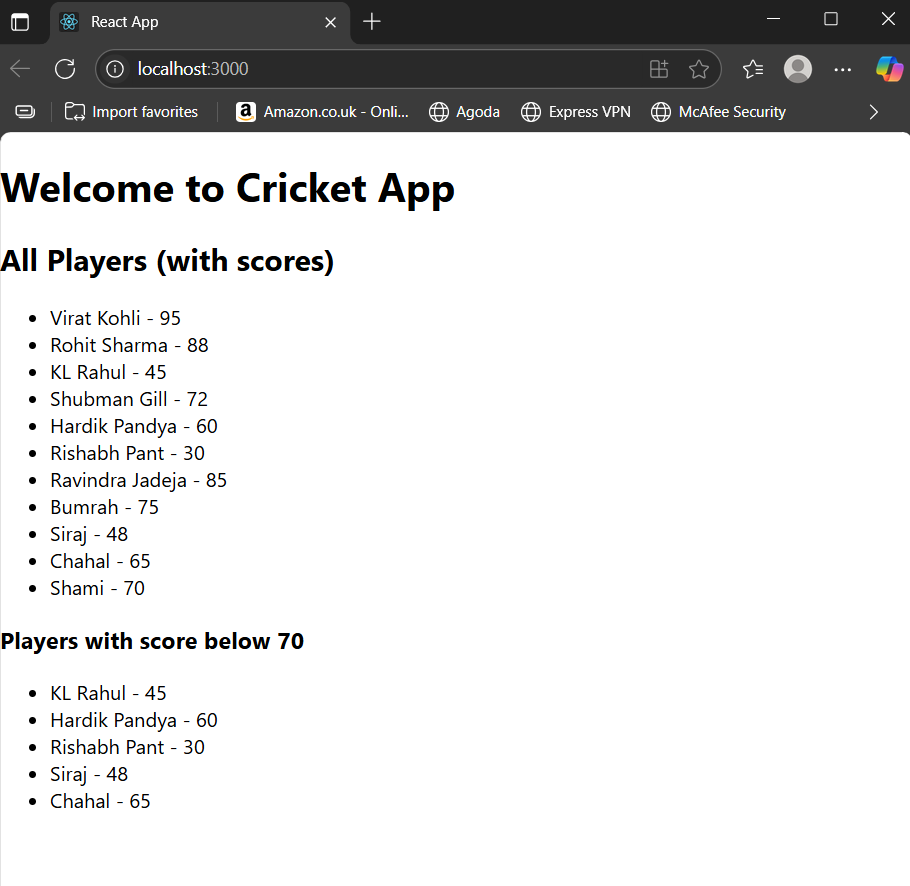 React App
localhost:3000
Import favorites
a Amazon.co.uk - Onli...
Agoda
Express VPN
McAfee Security
Welcome to Cricket App
All Players (with scores)
• Virat Kohli - 95
• Rohit Sharma - 88
• KL Rahul - 45
• Shubman Gill - 72
• Hardik Pandya - 60
• Rishabh Pant - 30
• Ravindra Jadeja - 85
• Bumrah - 75
• Siraj - 48
• Chahal - 65
• Shami - 70
Players with score below 70
• KL Rahul - 45
• Hardik Pandya - 60
• Rishabh Pant - 30
• Siraj - 48
• Chahal - 65